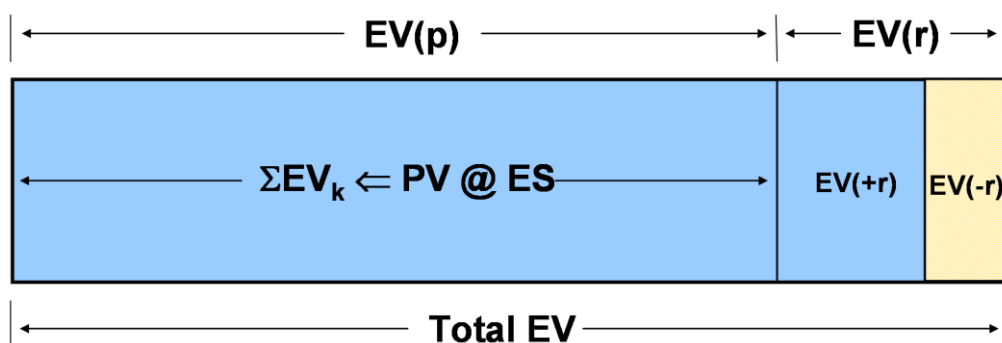 EV(p) EV(r)
ΣEVₖ ⇐ PV @ ES EV(+r) EV(-r)
Total EV